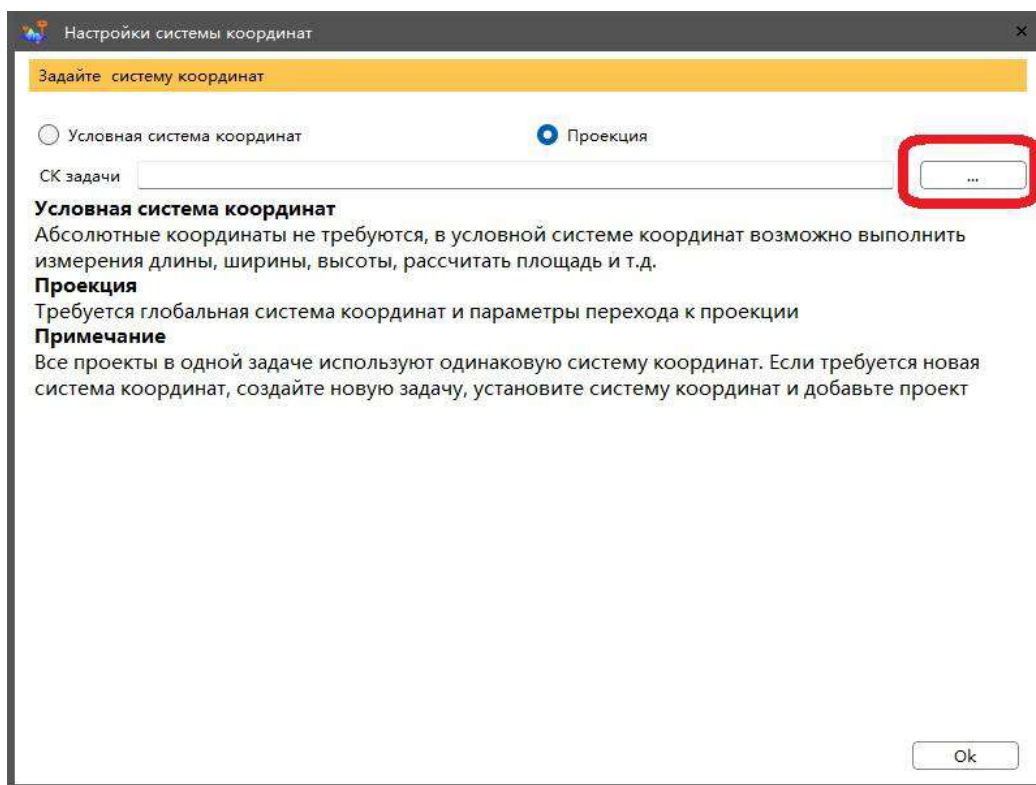 Настройки системы координат
Задайте систему координат
Условная система координат
Проекция
СК задачи
...
Условная система координат
Абсолютные координаты не требуются, в условной системе координат возможно выполнить
измерения длины, ширины, высоты, рассчитать площадь и т.д.
Проекция
Требуется глобальная система координат и параметры перехода к проекции
Примечание
Все проекты в одной задаче используют одинаковую систему координат. Если требуется новая
система координат, создайте новую задачу, установите систему координат и добавьте проект
Ok